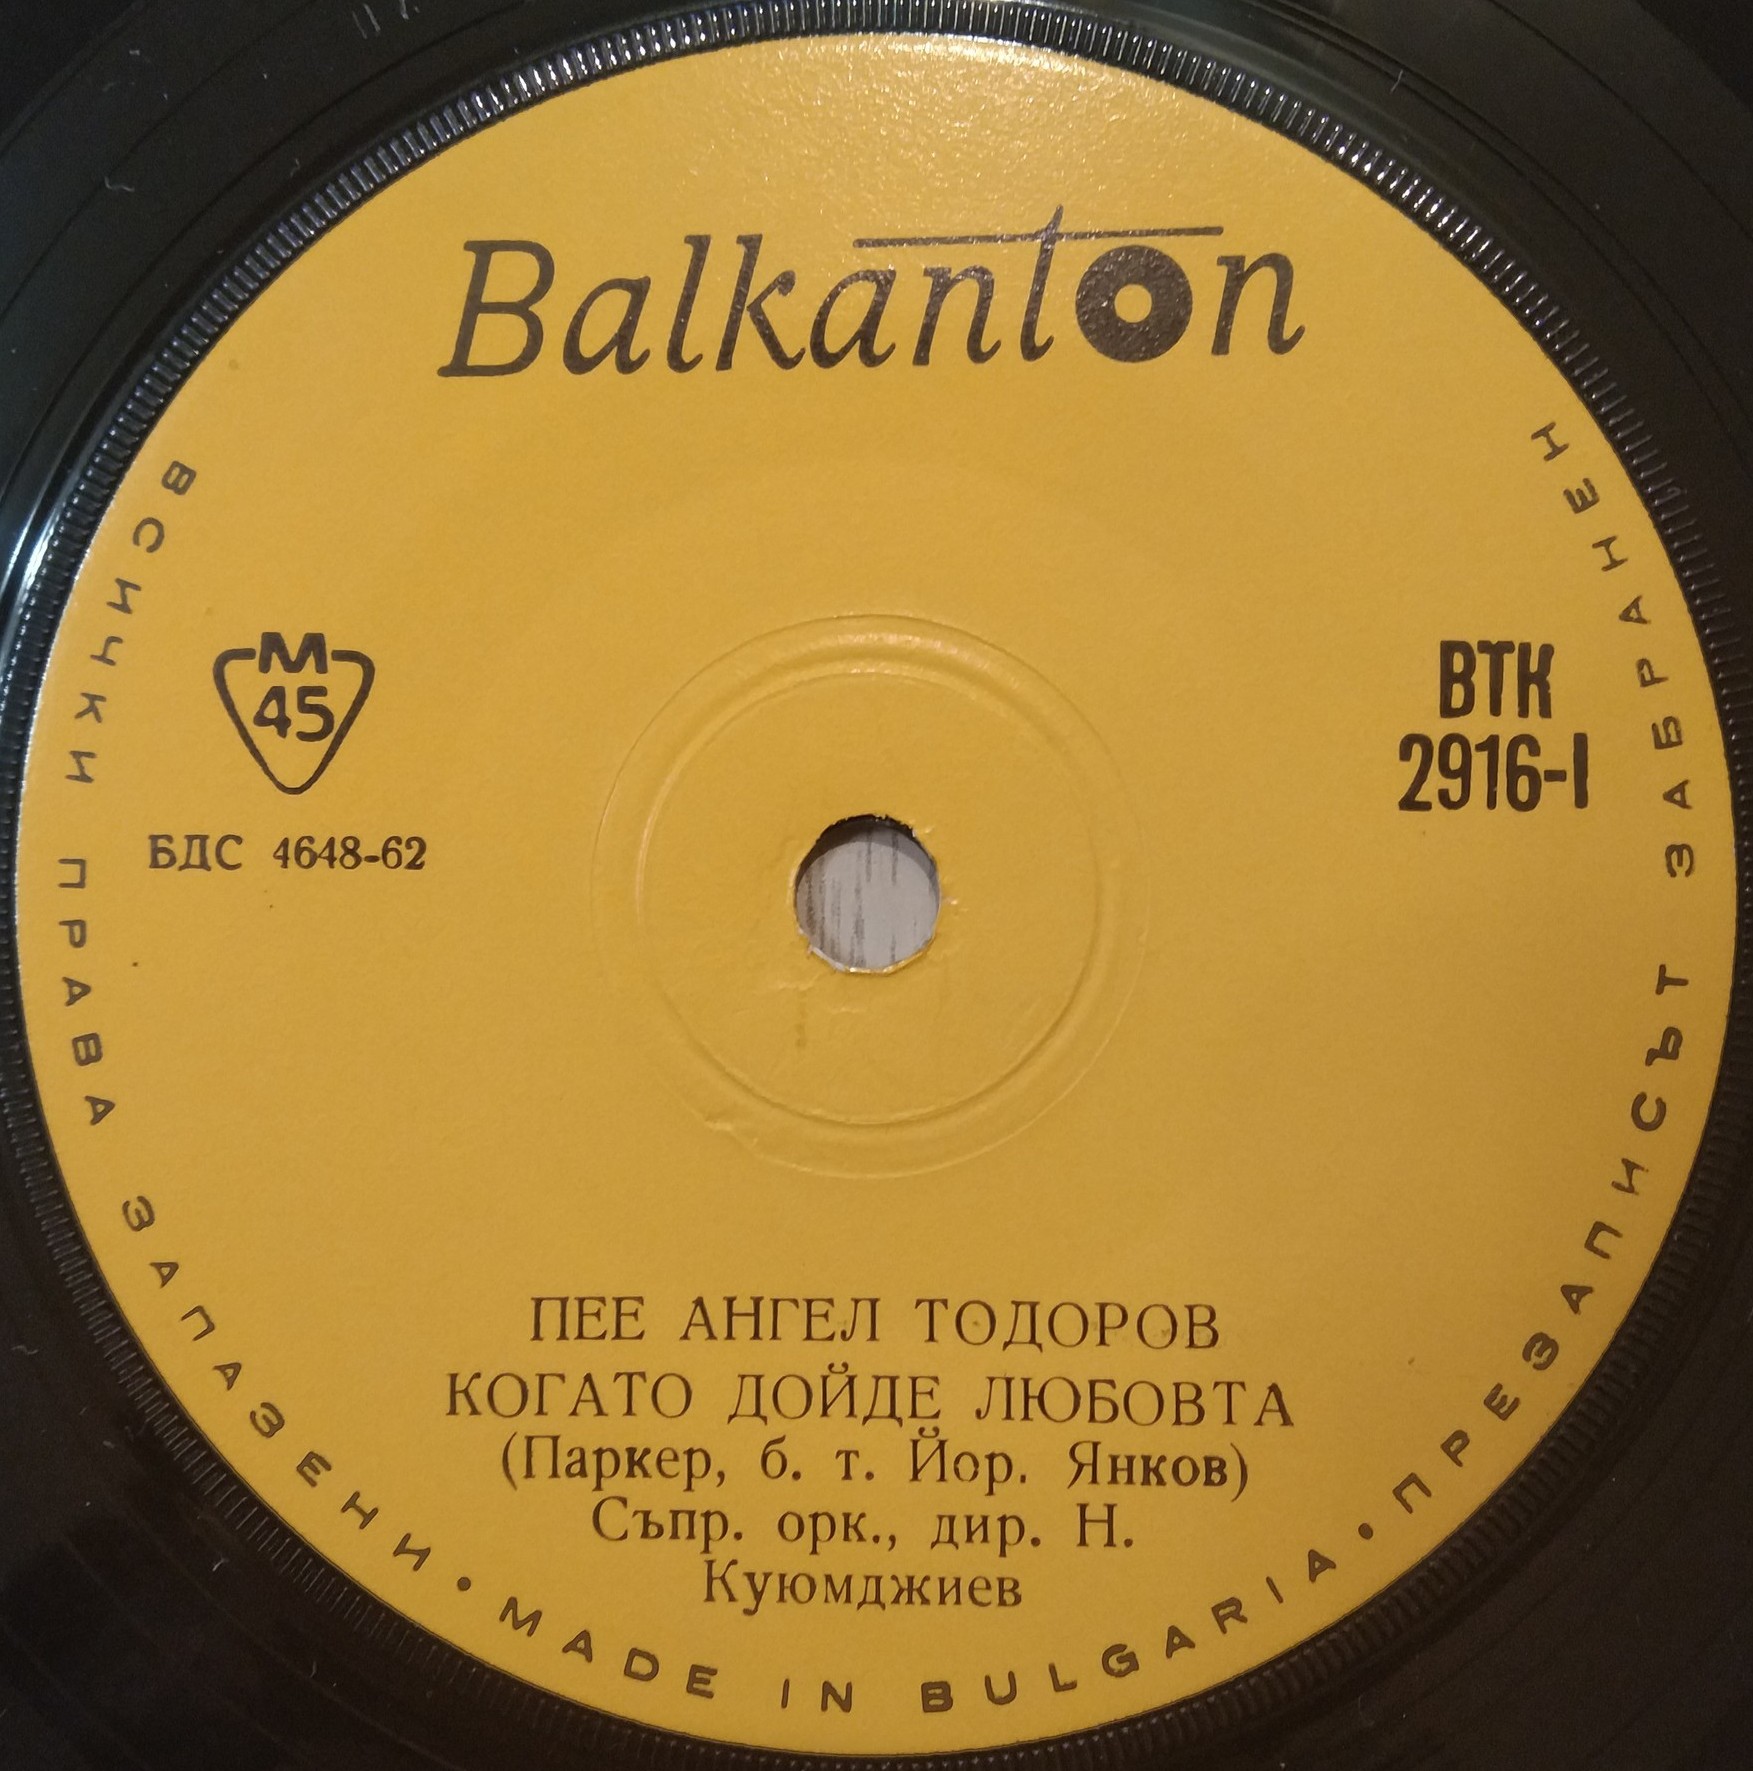 Balkanton
М
45
БДС 4648-62
ВТК
2916-I
ПЕЕ АНГЕЛ ТОДОРОВ
КОГАТО ДОЙДЕ ЛЮБОВТА
(Паркер, б. т. Йор. Янков)
Съпр. орк., дир. Н.
Куюмджиев
ВСИЧКИ ПРАВА ЗАПАЗЕНИ • MADE IN BULGARIA • ПРЕЗАПИСЪТ ЗАБРАНЕН